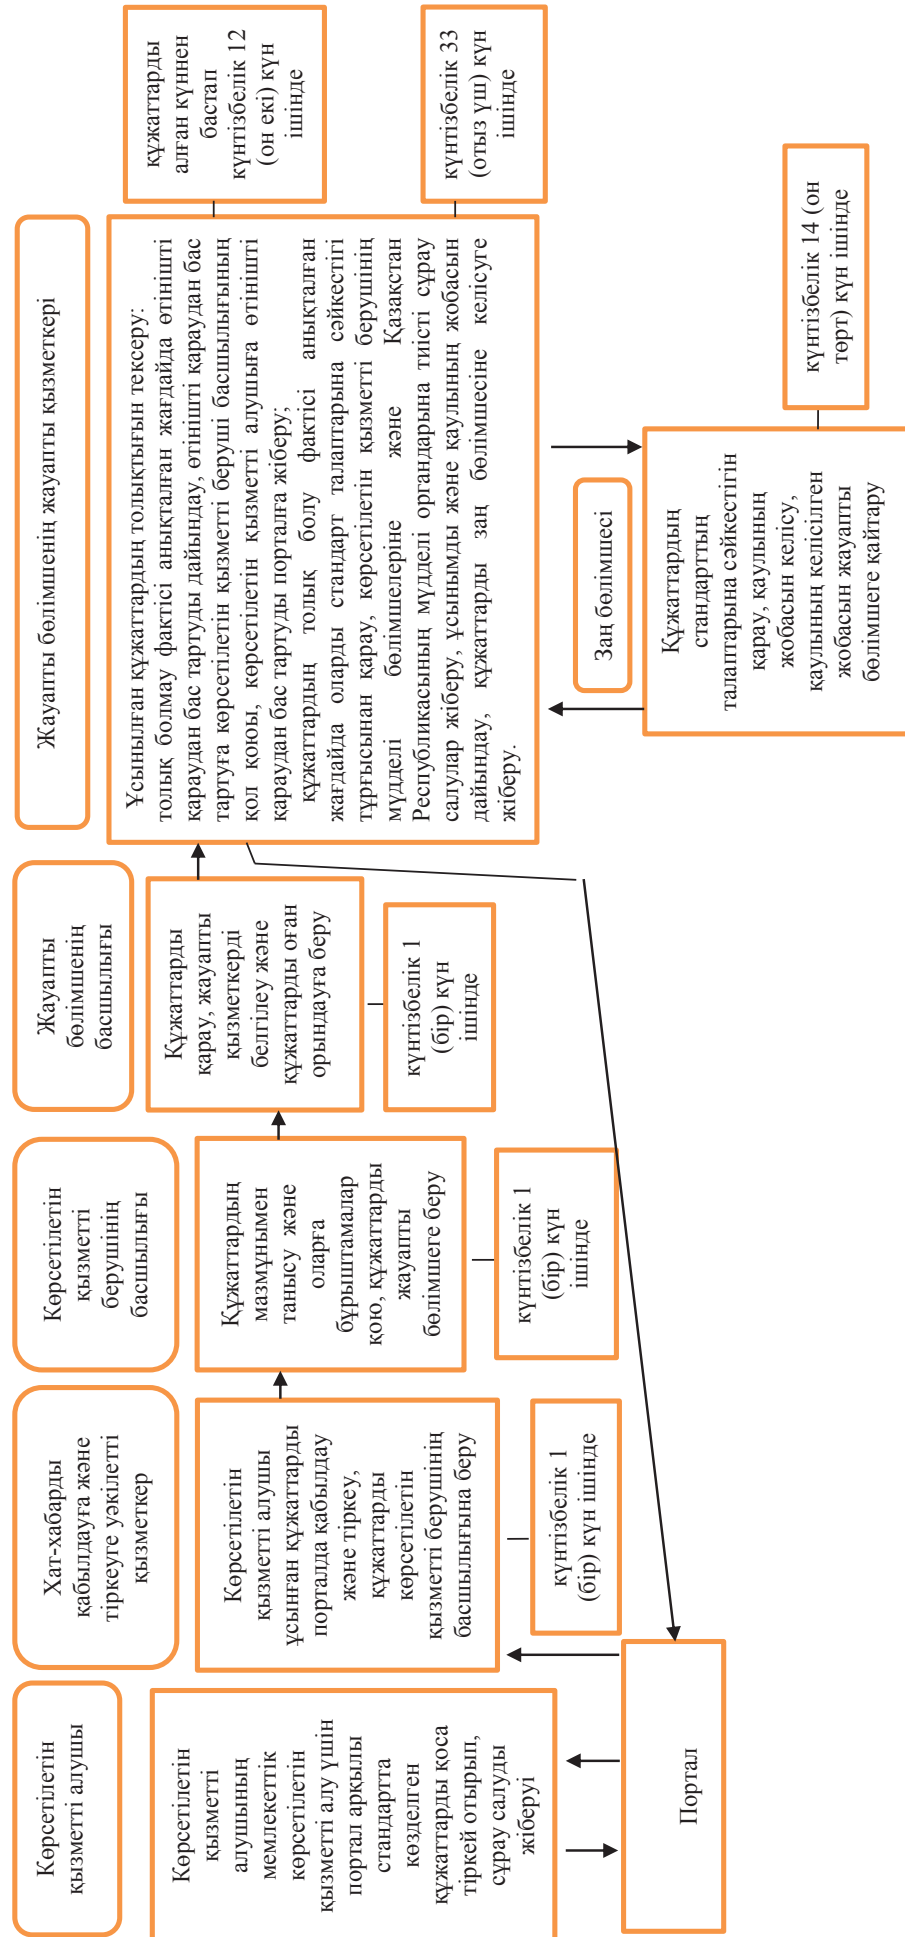 Көрсетілетін
қызметті алушы
Хат-хабарды
қабылдауға және
тіркеуге уәкілетті
қызметкер
Көрсетілетін
қызметті
берушінің
басшылығы
Жауапты
бөлімшенің
басшылығы
Жауапты бөлімшенің жауапты қызметкері
Көрсетілетін
қызметті
алушының
мемлекеттік
көрсетілетін
қызметті алу үшін
портал арқылы
стандартта
көзделген
құжаттарды қоса
тіркей отырып,
сұрау салуды
жіберуі
Көрсетілетін
қызметті алушы
ұсынған құжаттарды
порталда қабылдау
және тіркеу,
құжаттарды
көрсетілетін
қызметті берушінің
басшылығына беру
күнтізбелік 1
(бір) күн ішінде
Құжаттардың
мазмұнымен
танысу және
оларға
бұрыштамалар
қою, құжаттарды
жауапты
бөлімшеге беру
күнтізбелік 1
(бір) күн
ішінде
Құжаттарды
қарау, жауапты
қызметкерді
белгілеу және
құжаттарды оған
орындауға беру
күнтізбелік 1
(бір) күн
ішінде
Ұсынылған құжаттардың толықтығын тексеру:
толық болмау фактісі анықталған жағдайда өтінішті
қараудан бас тартуды дайындау, өтінішті қараудан бас
тартуға көрсетілетін қызметті беруші басшылығының
қол қоюы, көрсетілетін қызметті алушыға өтінішті
қараудан бас тартуды порталға жіберу;
құжаттардың толық болу фактісі анықталған
жағдайда оларды стандарт талаптарына сәйкестігі
тұрғысынан қарау, көрсетілетін қызметті берушінің
мүдделі бөлімшелеріне және Қазақстан
Республикасының мүдделі органдарына тиісті сұрау
салулар жіберу, ұсынымды және қаулының жобасын
дайындау, құжаттарды заң бөлімшесіне келісуге
жіберу.
құжаттарды
алған күннен
бастап
күнтізбелік 12
(он екі) күн
ішінде
күнтізбелік 33
(отыз үш) күн
ішінде
Заң бөлімшесі
Құжаттардың
стандарттың
талаптарына сәйкестігін
қарау, қаулының
жобасын келісу,
қаулының келісілген
жобасын жауапты
бөлімшеге қайтару
күнтізбелік 14 (он
төрт) күн ішінде
Портал